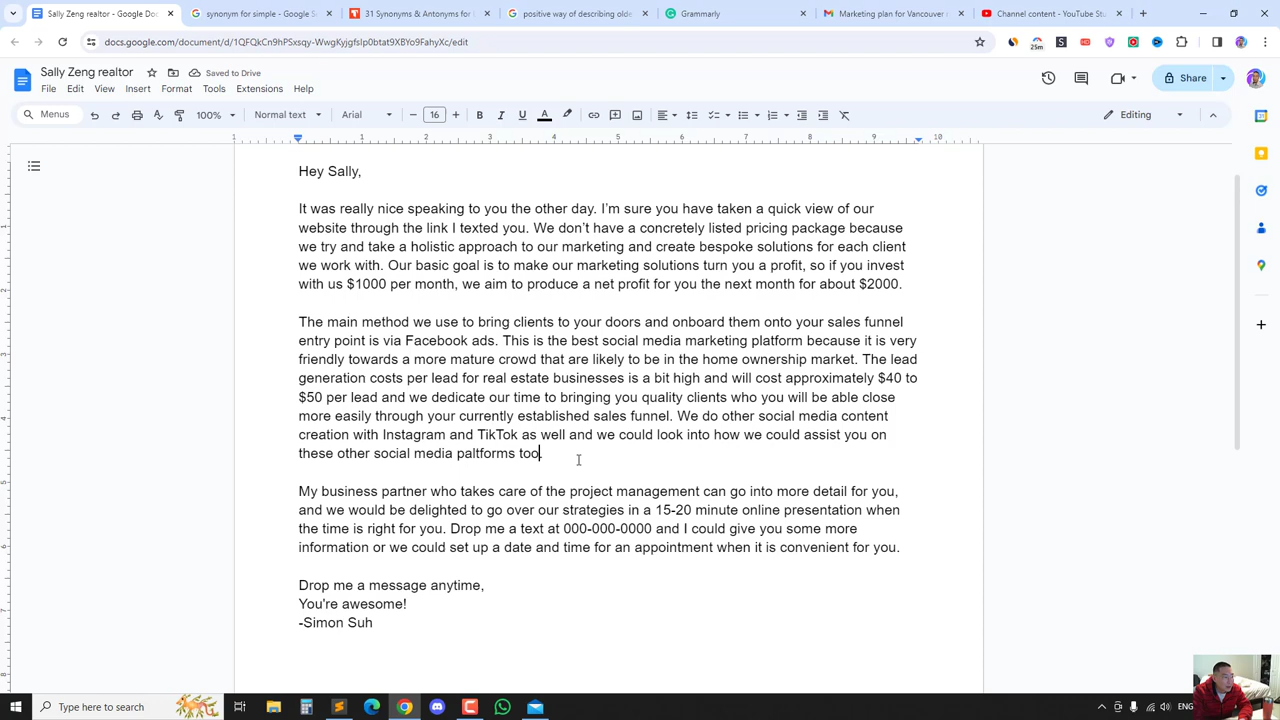 Sally Zeng realtor - Google Doc
synonym for simple - Google S
31 Synonyms & Antonyms for
positive way of describing olde
Grammarly
Marketing plan for Vancouver
Channel content - YouTube Stu
docs.google.com/document/d/1QFQkCn9hPSxsqy-WwgKyjgfsIp0btat9XBYo9FahyXc/edit
25m
Sally Zeng realtor
Saved to Drive
File Edit View Insert Format Tools Extensions Help
Share
Menus
100%
Normal text
Arial
16
Editing
1 1 2 3 4 5 6 7 8 9 10
Hey Sally,
It was really nice speaking to you the other day. I’m sure you have taken a quick view of our
website through the link I texted you. We don’t have a concretely listed pricing package because
we try and take a holistic approach to our marketing and create bespoke solutions for each client
we work with. Our basic goal is to make our marketing solutions turn you a profit, so if you invest
with us $1000 per month, we aim to produce a net profit for you the next month for about $2000.
The main method we use to bring clients to your doors and onboard them onto your sales funnel
entry point is via Facebook ads. This is the best social media marketing platform because it is very
friendly towards a more mature crowd that are likely to be in the home ownership market. The lead
generation costs per lead for real estate businesses is a bit high and will cost approximately $40 to
$50 per lead and we dedicate our time to bringing you quality clients who you will be able close
more easily through your currently established sales funnel. We do other social media content
creation with Instagram and TikTok as well and we could look into how we could assist you on
these other social media paltforms too.
My business partner who takes care of the project management can go into more detail for you,
and we would be delighted to go over our strategies in a 15-20 minute online presentation when
the time is right for you. Drop me a text at 000-000-0000 and I could give you some more
information or we could set up a date and time for an appointment when it is convenient for you.
Drop me a message anytime,
You're awesome!
-Simon Suh
Type here to search
ENG